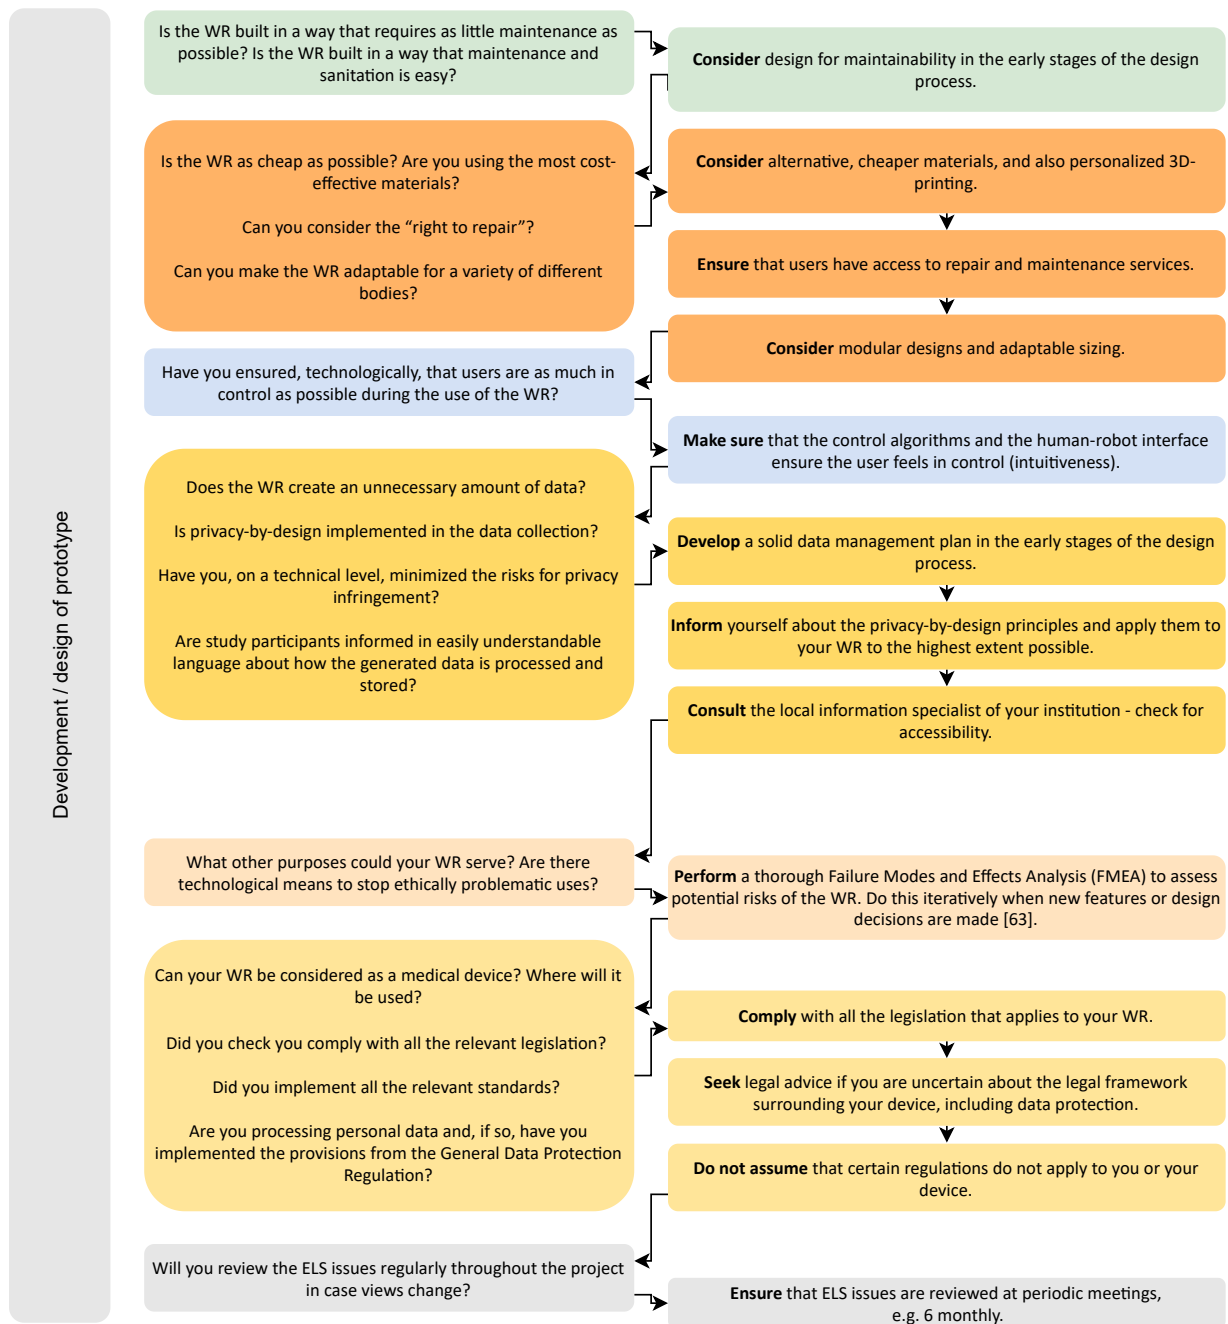 Development / design of prototype
Is the WR built in a way that requires as little maintenance as
possible? Is the WR built in a way that maintenance and
sanitation is easy?
Consider design for maintainability in the early stages of the design
process.
Is the WR as cheap as possible? Are you using the most cost-
effective materials?
Can you consider the “right to repair”?
Can you make the WR adaptable for a variety of different
bodies?
Consider alternative, cheaper materials, and also personalized 3D-
printing.
Ensure that users have access to repair and maintenance services.
Consider modular designs and adaptable sizing.
Have you ensured, technologically, that users are as much in
control as possible during the use of the WR?
Make sure that the control algorithms and the human-robot interface
ensure the user feels in control (intuitiveness).
Does the WR create an unnecessary amount of data?
Is privacy-by-design implemented in the data collection?
Have you, on a technical level, minimized the risks for privacy
infringement?
Are study participants informed in easily understandable
language about how the generated data is processed and
stored?
Develop a solid data management plan in the early stages of the design
process.
Inform yourself about the privacy-by-design principles and apply them to
your WR to the highest extent possible.
Consult the local information specialist of your institution - check for
accessibility.
What other purposes could your WR serve? Are there
technological means to stop ethically problematic uses?
Perform a thorough Failure Modes and Effects Analysis (FMEA) to assess
potential risks of the WR. Do this iteratively when new features or design
decisions are made [63].
Can your WR be considered as a medical device? Where will it
be used?
Did you check you comply with all the relevant legislation?
Did you implement all the relevant standards?
Are you processing personal data and, if so, have you
implemented the provisions from the General Data Protection
Regulation?
Comply with all the legislation that applies to your WR.
Seek legal advice if you are uncertain about the legal framework
surrounding your device, including data protection.
Do not assume that certain regulations do not apply to you or your
device.
Will you review the ELS issues regularly throughout the project
in case views change?
Ensure that ELS issues are reviewed at periodic meetings,
e.g. 6 monthly.